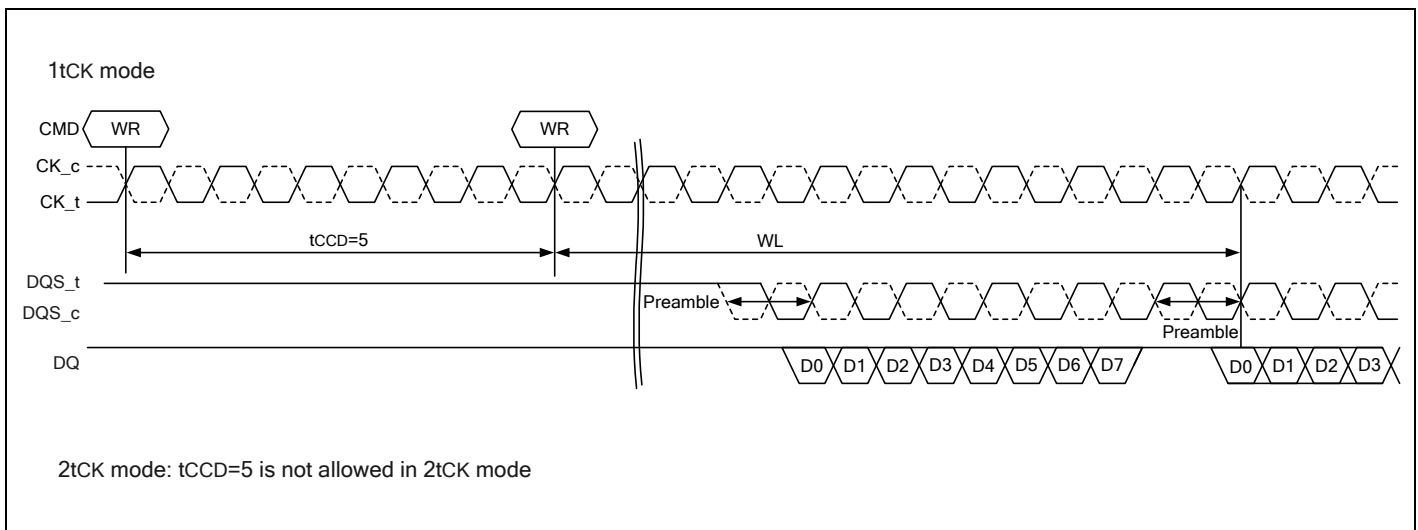 1tCK mode
CMD WR WR
CK_c
CK_t
tCCD=5 WL
DQS_t
Preamble
DQS_c
Preamble
DQ D0 D1 D2 D3 D4 D5 D6 D7 D0 D1 D2 D3
2tCK mode: tCCD=5 is not allowed in 2tCK mode